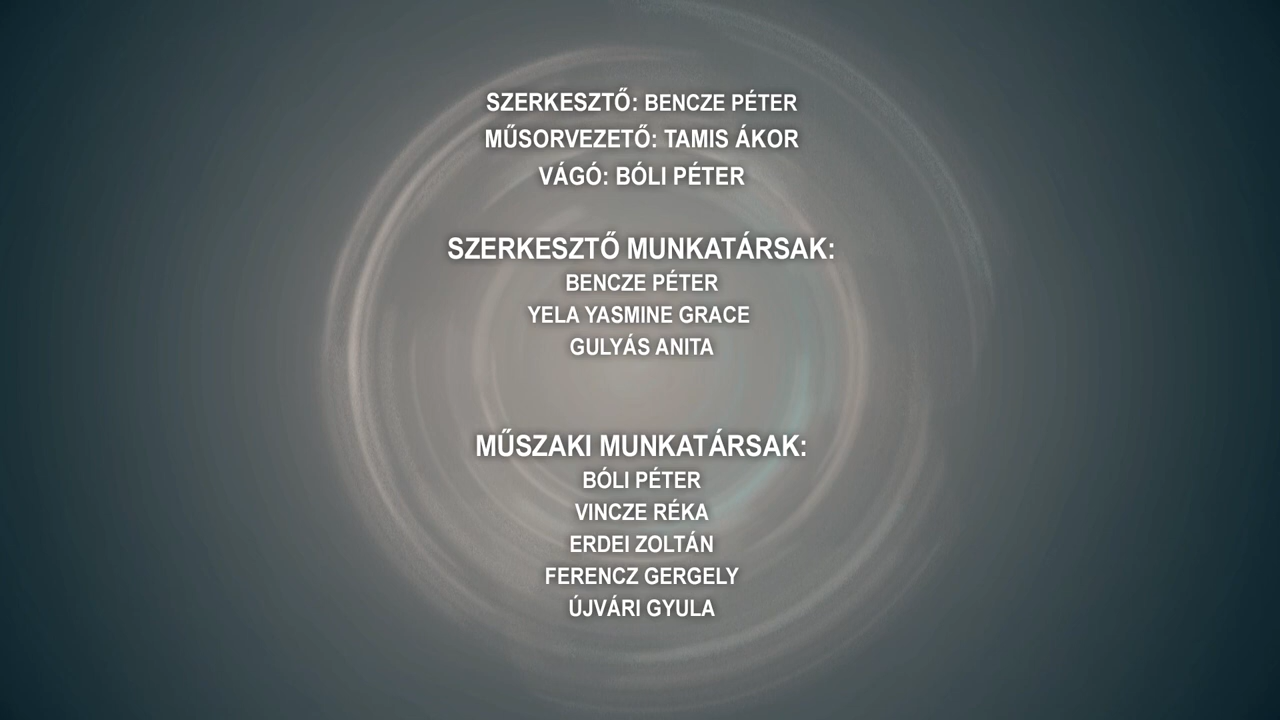 SZERKESZTŐ: BENCZE PÉTER
MŰSORVEZETŐ: TAMIS ÁKOR
VÁGÓ: BÓLI PÉTER
SZERKESZTŐ MUNKATÁRSAK:
BENCZE PÉTER
YELA YASMINE GRACE
GULYÁS ANITA
MŰSZAKI MUNKATÁRSAK:
BÓLI PÉTER
VINCZE RÉKA
ERDEI ZOLTÁN
FERENCZ GERGELY
ÚJVÁRI GYULA